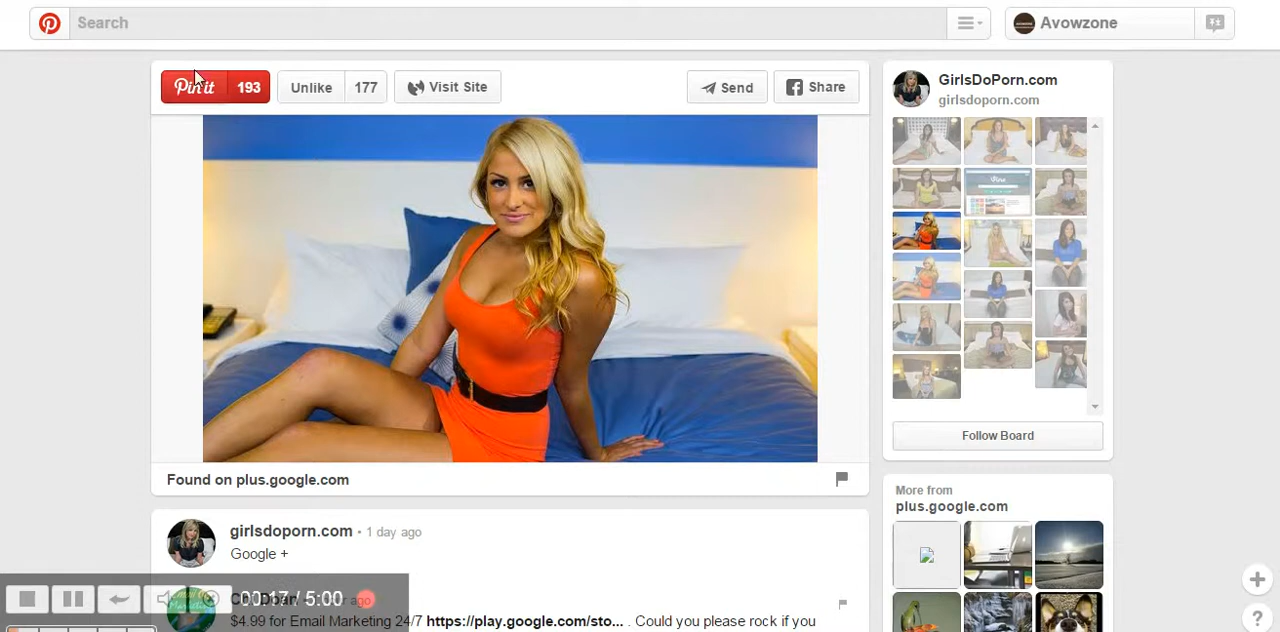 Search
Avowzone
Pin it 193
Unlike 177
Visit Site
Send
Share
GirlsDoPorn.com
girlsdoporn.com
Follow Board
Found on plus.google.com
More from
plus.google.com
girlsdoporn.com • 1 day ago
Google +
00:17 / 5:00
$4.99 for Email Marketing 24/7 https://play.google.com/sto... . Could you please rock if you
?